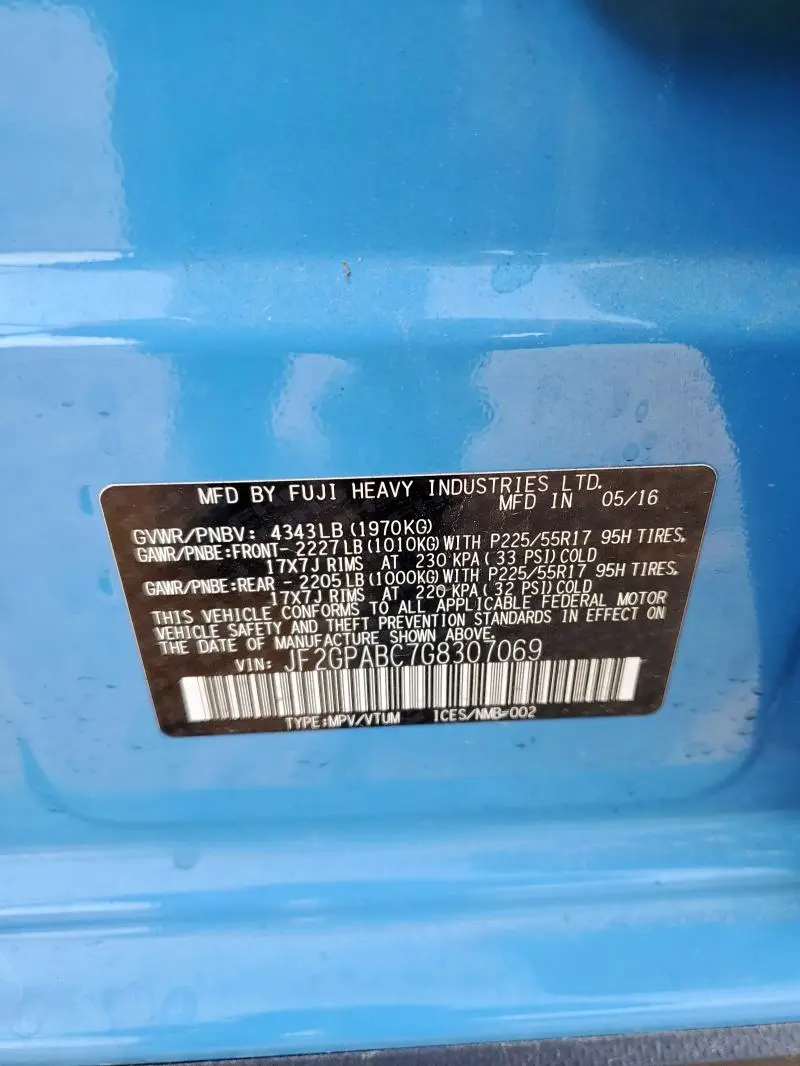 MFD BY FUJI HEAVY INDUSTRIES LTD.
MFD IN 05/16
GVWR/PNBV: 4343LB(1970KG)
GAWR/PNBE:FRONT- 2227LB(1010KG)WITH P225/55R17 95H TIRES,
17X7J RIMS AT 230 KPA(33 PSI)COLD
GAWR/PNBE:REAR - 2205LB(1000KG)WITH P225/55R17 95H TIRES,
17X7J RIMS AT 220 KPA(32 PSI)COLD
THIS VEHICLE CONFORMS TO ALL APPLICABLE FEDERAL MOTOR
VEHICLE SAFETY AND THEFT PREVENTION STANDARDS IN EFFECT ON
THE DATE OF MANUFACTURE SHOWN ABOVE.
VIN: JF2GPABC7G8307069
TYPE:MPV/VTUM ICES/NMB-002